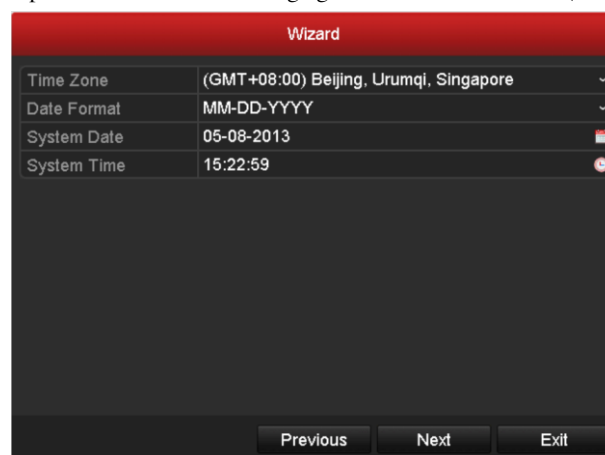 Wizard
Time Zone (GMT+08:00) Beijing, Urumqi, Singapore
Date Format MM-DD-YYYY
System Date 05-08-2013
System Time 15:22:59
Previous Next Exit